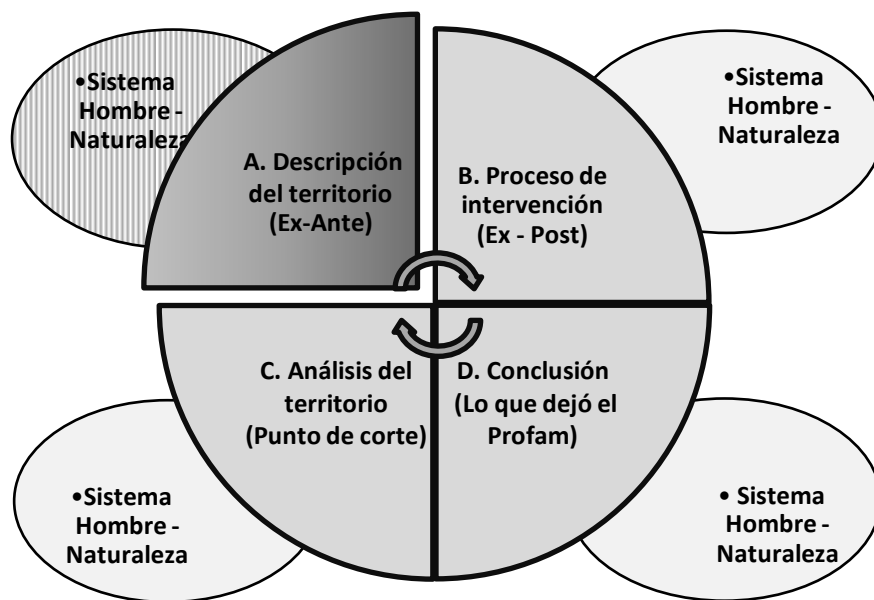 •Sistema
Hombre -
Naturaleza
A. Descripción
del territorio
(Ex-Ante)
B. Proceso de
intervención
(Ex - Post)
•Sistema
Hombre -
Naturaleza
C. Análisis del
territorio
(Punto de corte)
D. Conclusión
(Lo que dejó el
Profam)
•Sistema
Hombre -
Naturaleza
• Sistema
Hombre -
Naturaleza